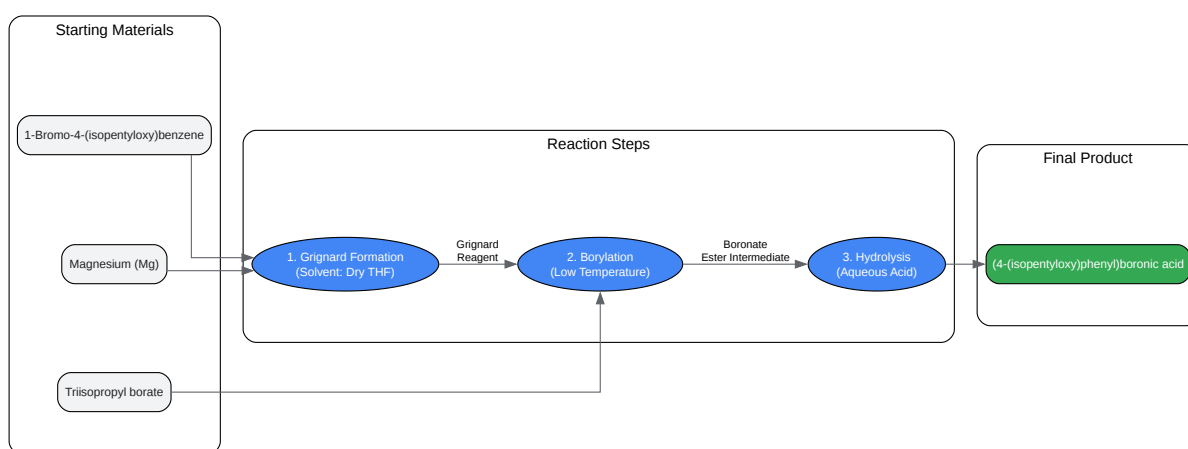 Starting Materials
1-Bromo-4-(isopentyloxy)benzene
Magnesium (Mg)
Triisopropyl borate
Reaction Steps
1. Grignard Formation
(Solvent: Dry THF)
Grignard
Reagent
2. Borylation
(Low Temperature)
Boronate
Ester Intermediate
3. Hydrolysis
(Aqueous Acid)
Final Product
(4-(isopentyloxy)phenyl)boronic acid